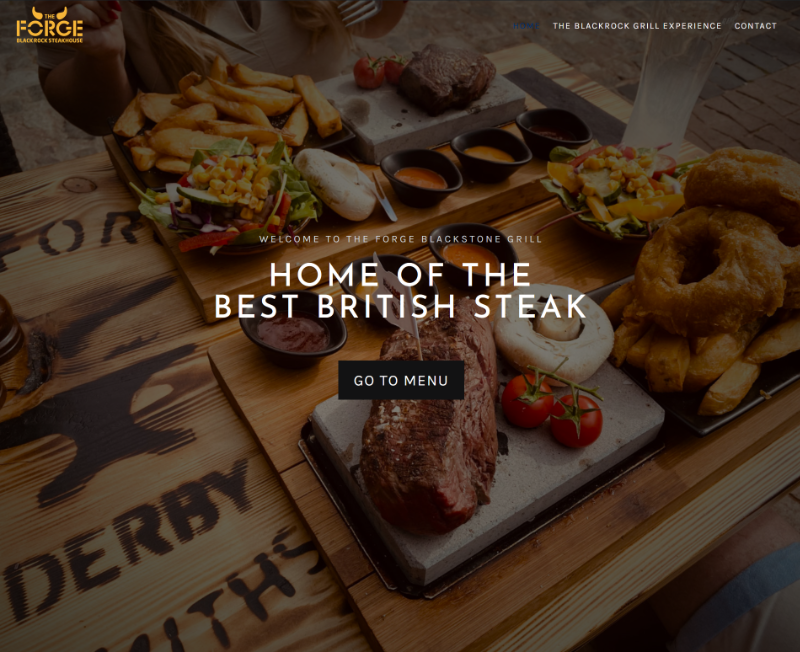 THE
FORGE
BLACKROCK STEAKHOUSE
HOME
THE BLACKROCK GRILL EXPERIENCE
CONTACT
WELCOME TO THE FORGE BLACKSTONE GRILL
HOME OF THE
BEST BRITISH STEAK
GO TO MENU
FOR
DERBY